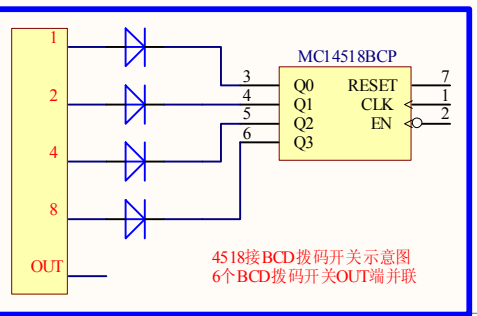 1
2
4
8
OUT
MC14518BCP
3
4
5
6
Q0
Q1
Q2
Q3
RESET
CLK
EN
7
1
2
4518接BCD拨码开关示意图
6个BCD拨码开关OUT端并联